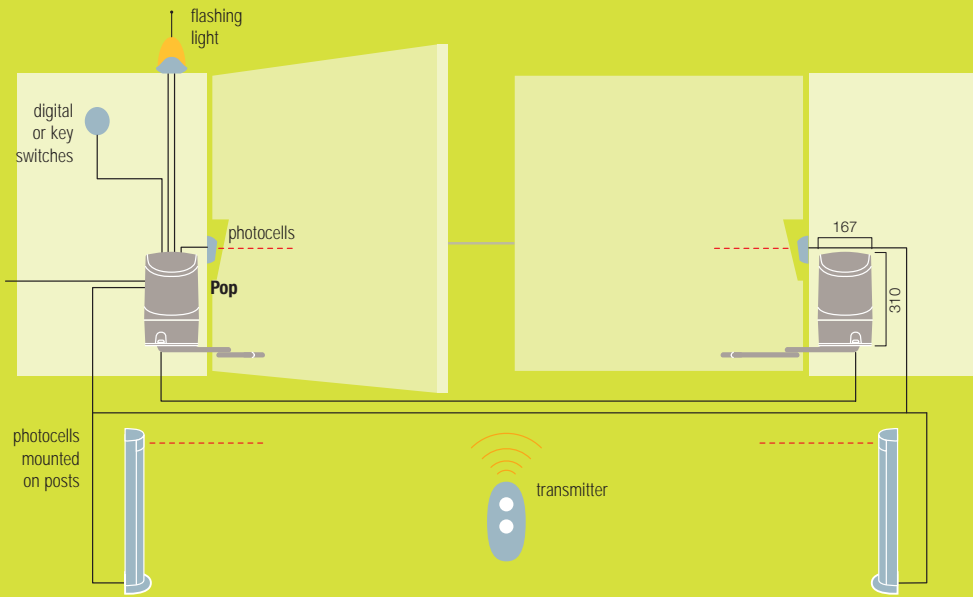 flashing
light
digital
or key
switches
photocells
Pop
167
310
photocells
mounted
on posts
transmitter